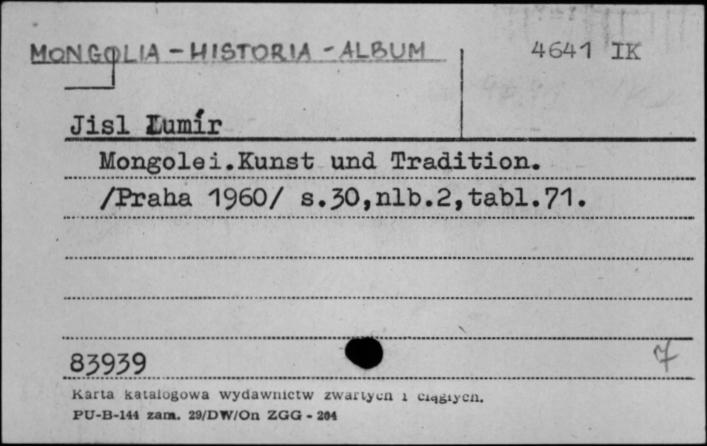 MONGOLIA - HISTORIA - ALBUM 4641 IK
Jisl Lumír
Mongolei.Kunst und Tradition.
/Praha 1960/ s.30,nlb.2,tabl.71.
83939 7
Karta katalogowa wydawnictw zwartych i ciągłych.
PU-B-144 zam. 29/DW/On ZGG - 204